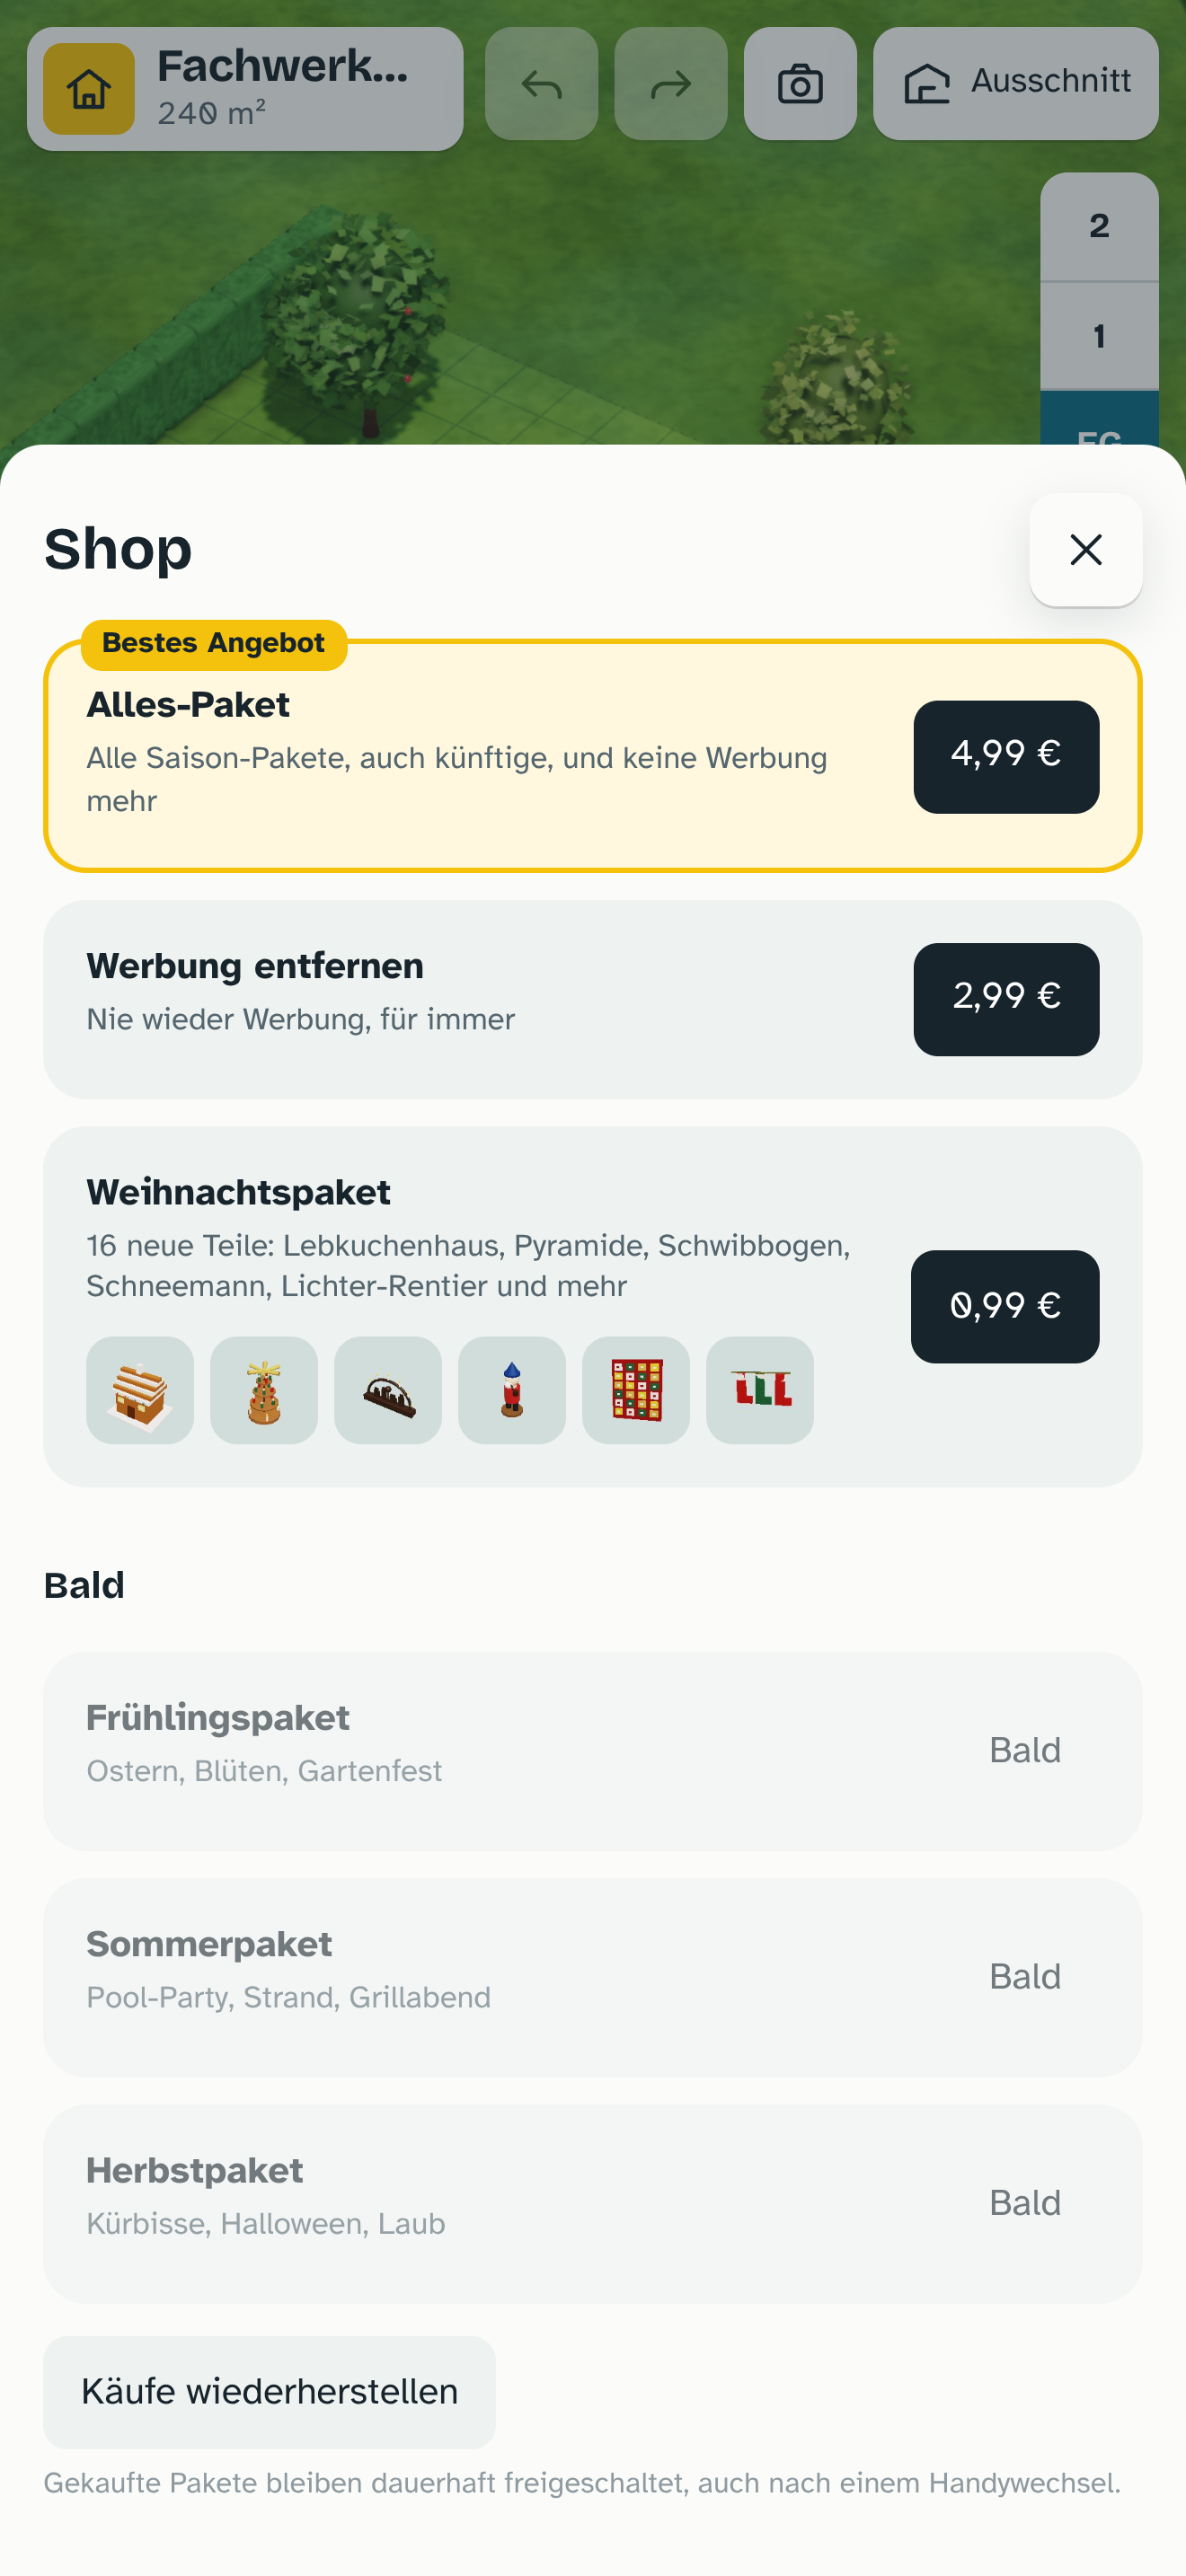 Fachwerk...
240 m²
Ausschnitt
2
1
EG
Shop
Bestes Angebot
Alles-Paket
Alle Saison-Pakete, auch künftige, und keine Werbung
mehr
4,99 €
Werbung entfernen
Nie wieder Werbung, für immer
2,99 €
Weihnachtspaket
16 neue Teile: Lebkuchenhaus, Pyramide, Schwibbogen,
Schneemann, Lichter-Rentier und mehr
0,99 €
Bald
Frühlingspaket
Ostern, Blüten, Gartenfest
Bald
Sommerpaket
Pool-Party, Strand, Grillabend
Bald
Herbstpaket
Kürbisse, Halloween, Laub
Bald
Käufe wiederherstellen
Gekaufte Pakete bleiben dauerhaft freigeschaltet, auch nach einem Handywechsel.